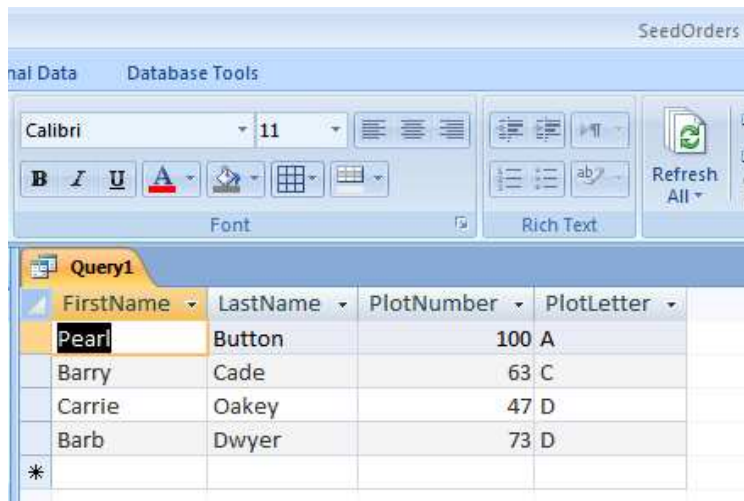 SeedOrders
nal Data Database Tools
Calibri 11
B I U A ab
Refresh
All
Font Rich Text
Query1
FirstName LastName PlotNumber PlotLetter
Pearl Button 100 A
Barry Cade 63 C
Carrie Oakey 47 D
Barb Dwyer 73 D